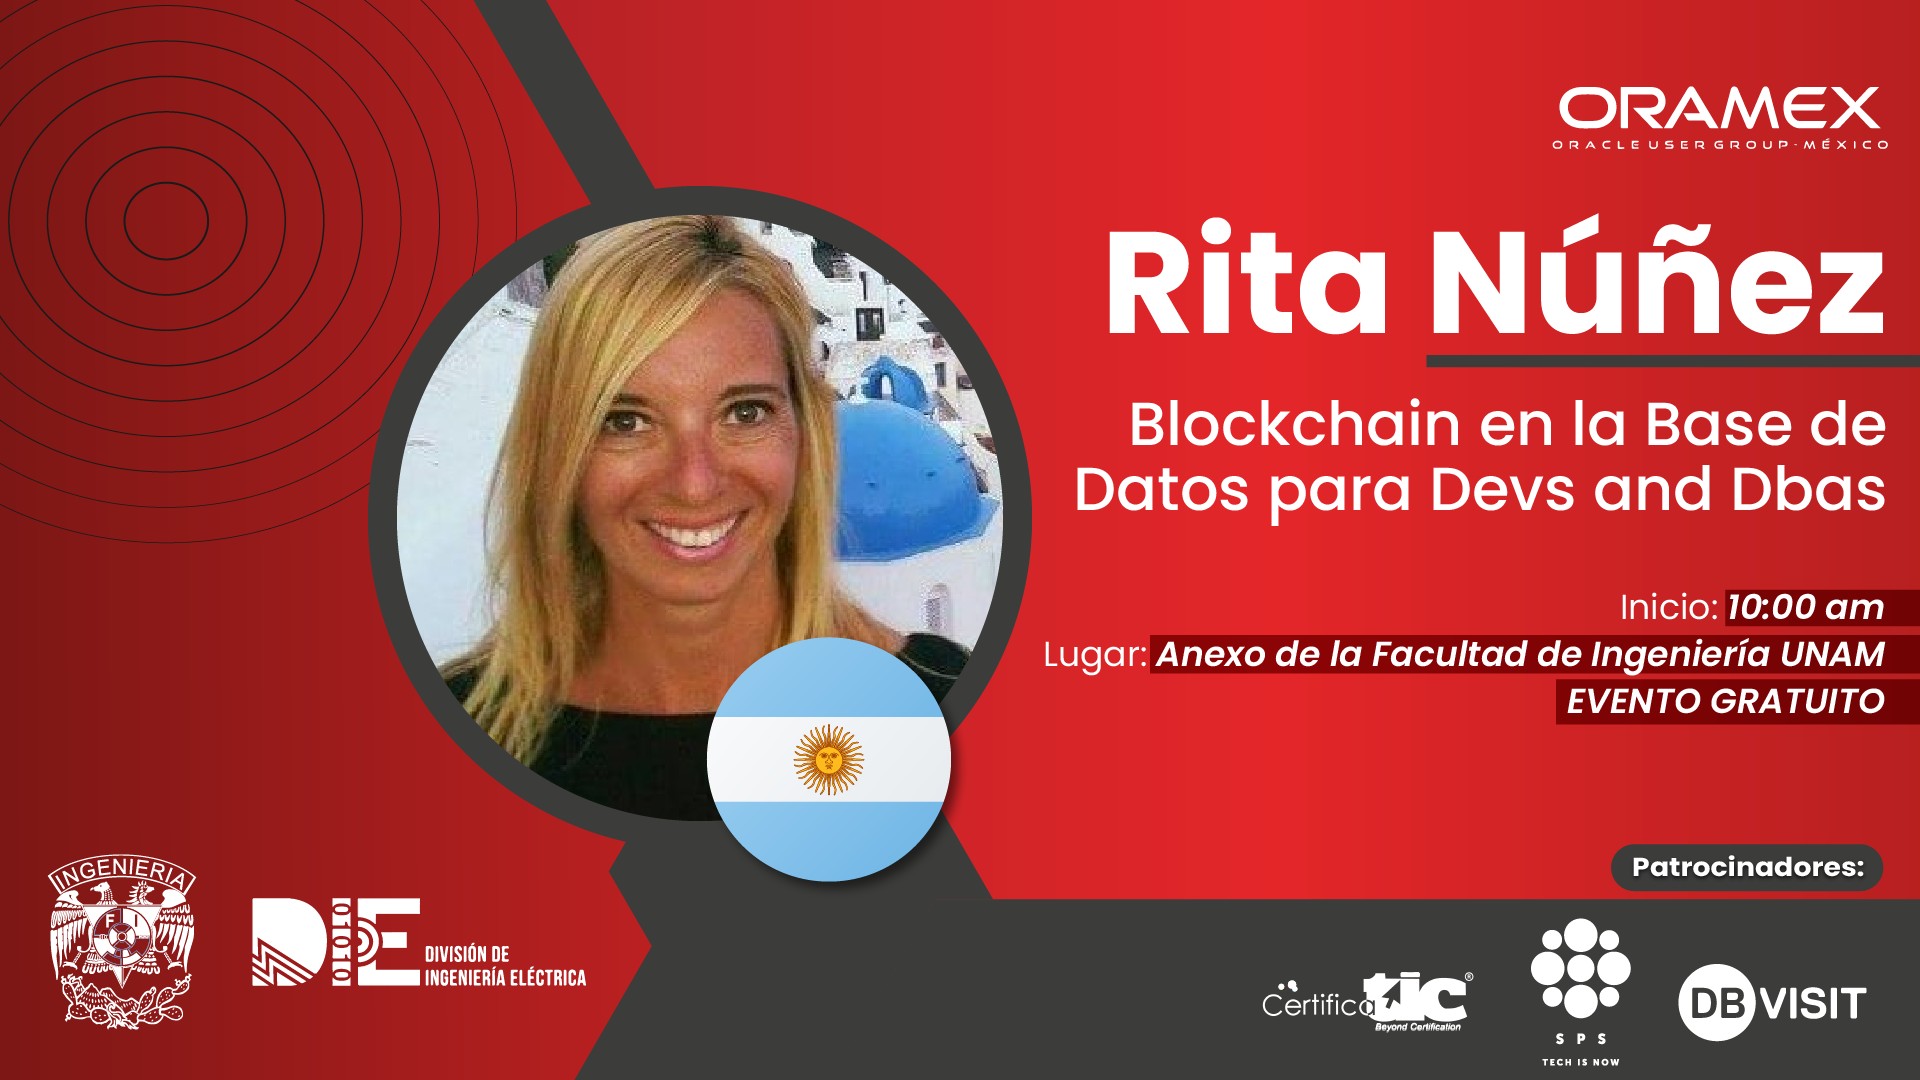 ORAMEX
ORACLE USER GROUP - MÉXICO
Rita Núñez
Blockchain en la Base de
Datos para Devs and Dbas
Inicio: 10:00 am
Lugar: Anexo de la Facultad de Ingeniería UNAM
EVENTO GRATUITO
Patrocinadores:
INGENIERIA
F I
DIE
01010
DIVISIÓN DE
INGENIERÍA ELÉCTRICA
Certificatic®
Beyond Certification
SPS
TECH IS NOW
DBVISIT